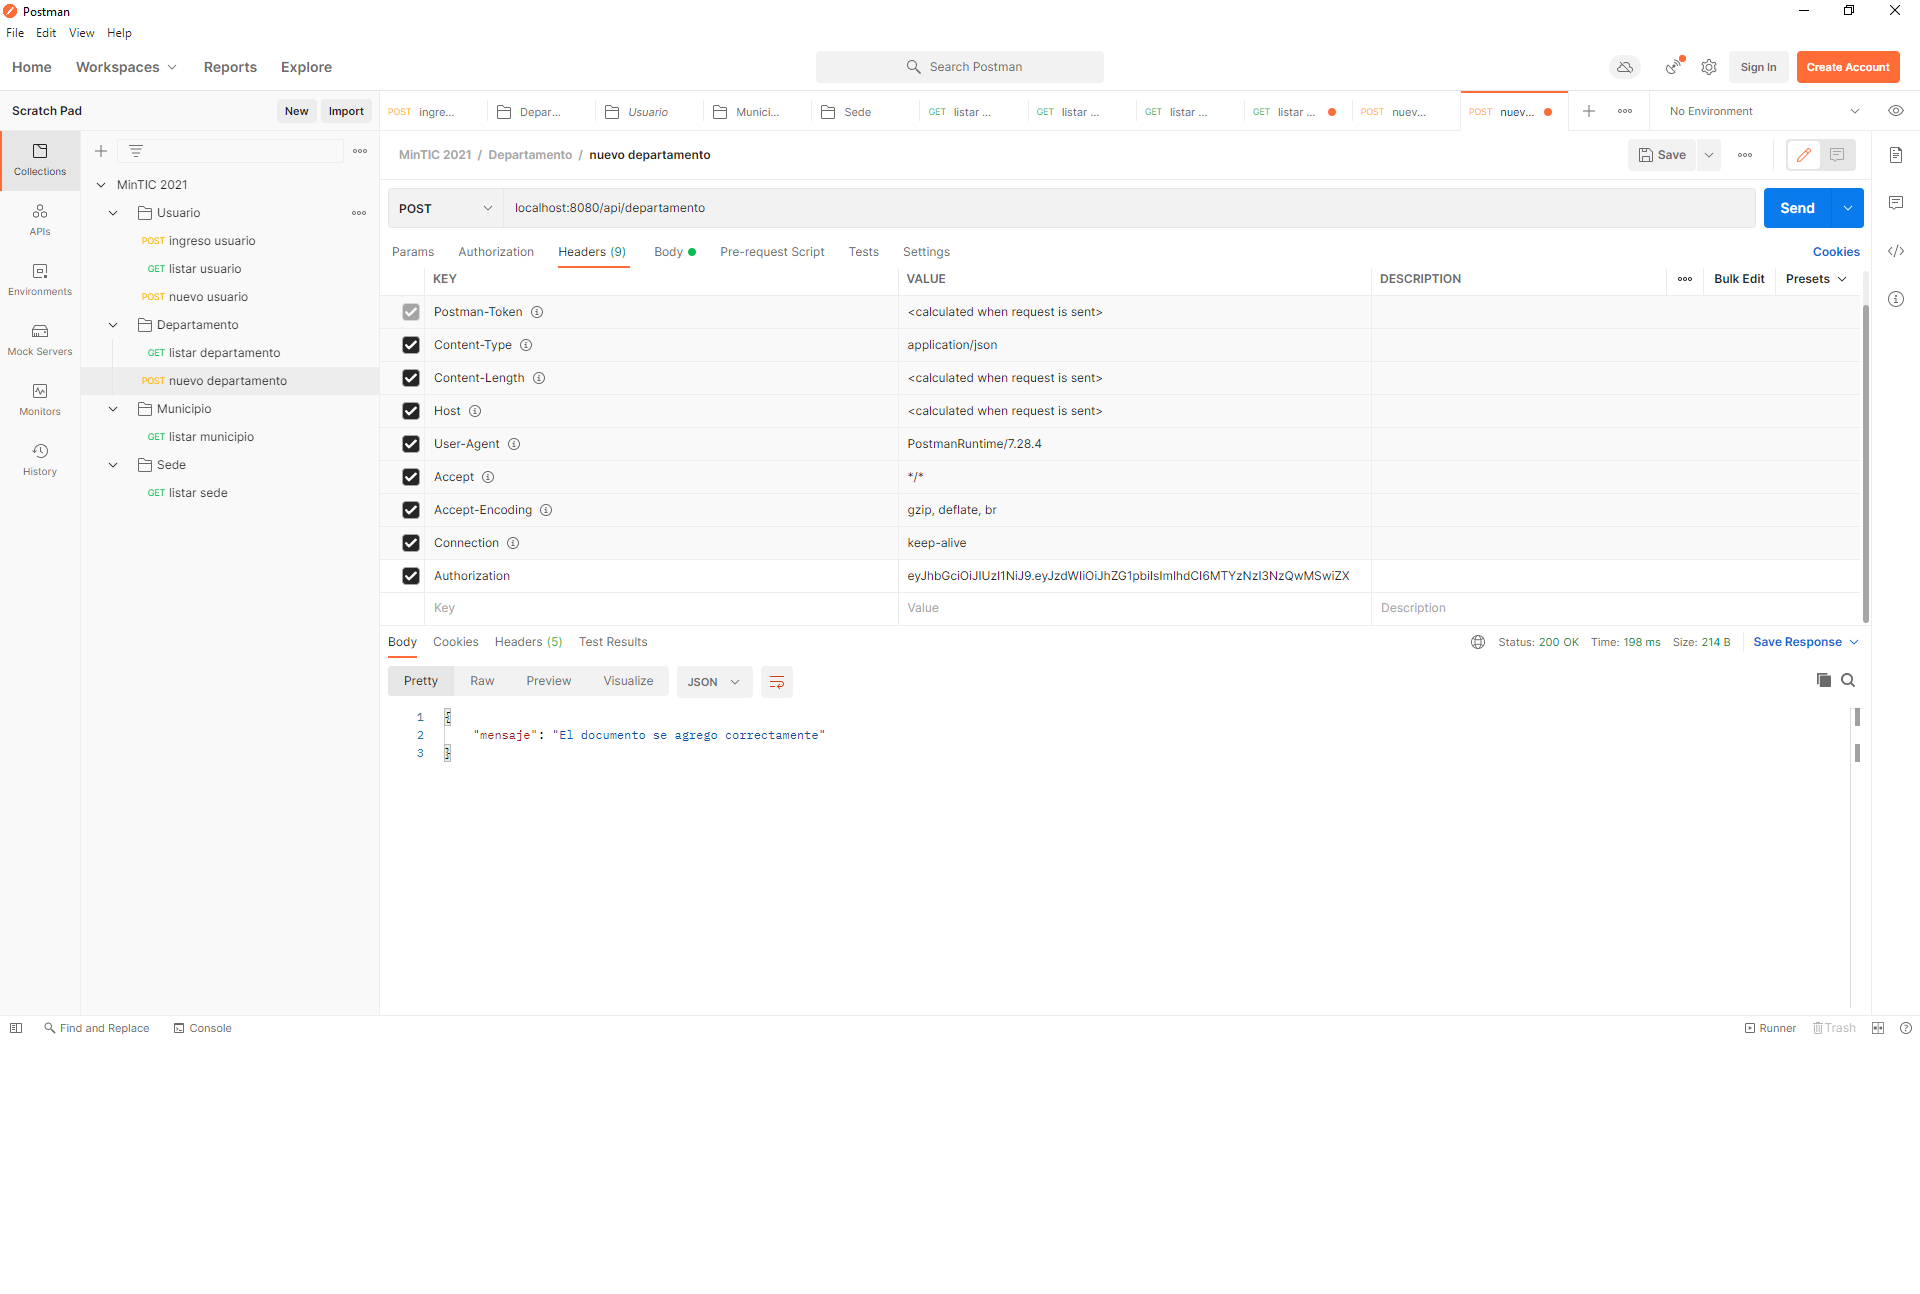 Postman
File Edit View Help
Home Workspaces Reports Explore
Search Postman
Sign In
Create Account
Scratch Pad
New
Import
POST ingre...
Depar...
Usuario
Munici...
Sede
GET listar ...
GET listar ...
GET listar ...
GET listar ...
POST nuev...
POST nuev...
No Environment
Collections
APIs
Environments
Mock Servers
Monitors
History
MinTIC 2021
Usuario
POST ingreso usuario
GET listar usuario
POST nuevo usuario
Departamento
GET listar departamento
POST nuevo departamento
Municipio
GET listar municipio
Sede
GET listar sede
MinTIC 2021 / Departamento / nuevo departamento
Save
POST
localhost:8080/api/departamento
Send
Params Authorization Headers (9) Body Pre-request Script Tests Settings
Cookies
KEY VALUE DESCRIPTION
Bulk Edit
Presets
Postman-Token <calculated when request is sent>
Content-Type application/json
Content-Length <calculated when request is sent>
Host <calculated when request is sent>
User-Agent PostmanRuntime/7.28.4
Accept */*
Accept-Encoding gzip, deflate, br
Connection keep-alive
Authorization eyJhbGciOiJIUzI1NiJ9.eyJzdWIiOiJhZG1pbiIsImlhdCI6MTYzNzI3NzQwMSwiZX
Key Value Description
Body Cookies Headers (5) Test Results
Status: 200 OK Time: 198 ms Size: 214 B
Save Response
Pretty Raw Preview Visualize
JSON
1 {
2 "mensaje": "El documento se agrego correctamente"
3 }
Find and Replace
Console
Runner
Trash